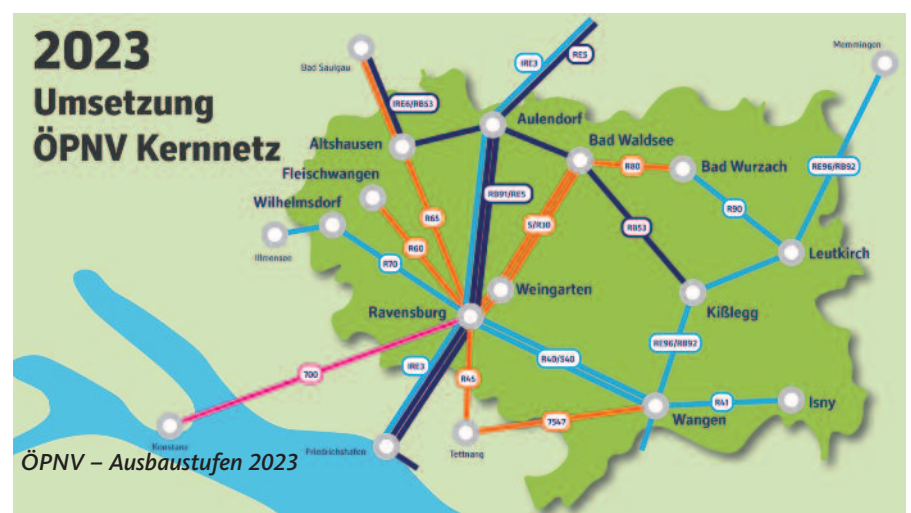 2023
Umsetzung
ÖPNV Kernnetz
Bad Saulgau
IRE3
RE5
Memmingen
IRE6/RB53
Aulendorf
Altshausen
Bad Waldsee
Fleischwangen
R80
Bad Wurzach
RE96/RB92
RB91/RE5
Wilhelmsdorf
R65
S/R30
R90
RB53
R60
Illmensee
R70
Leutkirch
Weingarten
Ravensburg
Kißlegg
RE96/RB92
R40/S40
IRE3
700
R45
R41
Isny
7547
Wangen
Konstanz
Friedrichshafen
Tettnang
ÖPNV – Ausbaustufen 2023